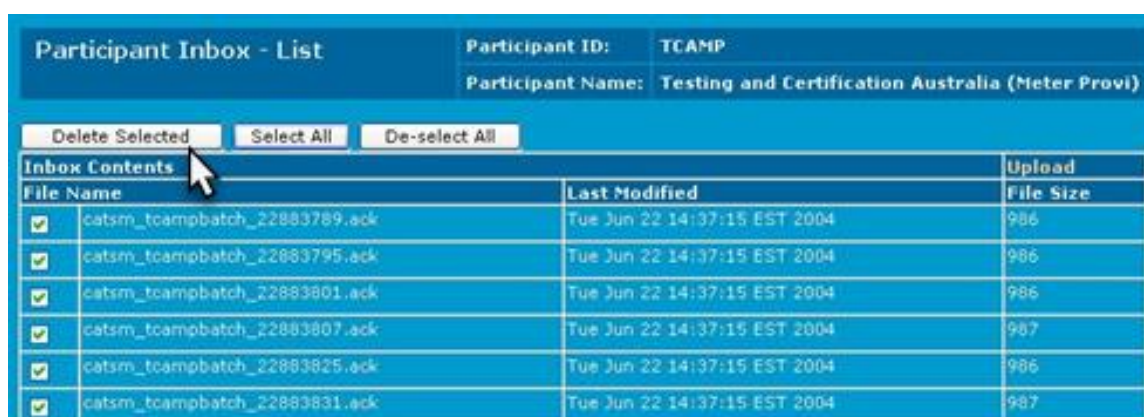 Participant Inbox - List
Participant ID: TCAMP
Participant Name: Testing and Certification Australia (Meter Provi)
Delete Selected Select All De-select All
Inbox Contents Upload
File Name Last Modified File Size
catsm_tcampbatch_22883789.ack Tue Jun 22 14:37:15 EST 2004 986
catsm_tcampbatch_22883795.ack Tue Jun 22 14:37:15 EST 2004 986
catsm_tcampbatch_22883801.ack Tue Jun 22 14:37:15 EST 2004 986
catsm_tcampbatch_22883807.ack Tue Jun 22 14:37:15 EST 2004 987
catsm_tcampbatch_22883825.ack Tue Jun 22 14:37:15 EST 2004 986
catsm_tcampbatch_22883831.ack Tue Jun 22 14:37:15 EST 2004 987